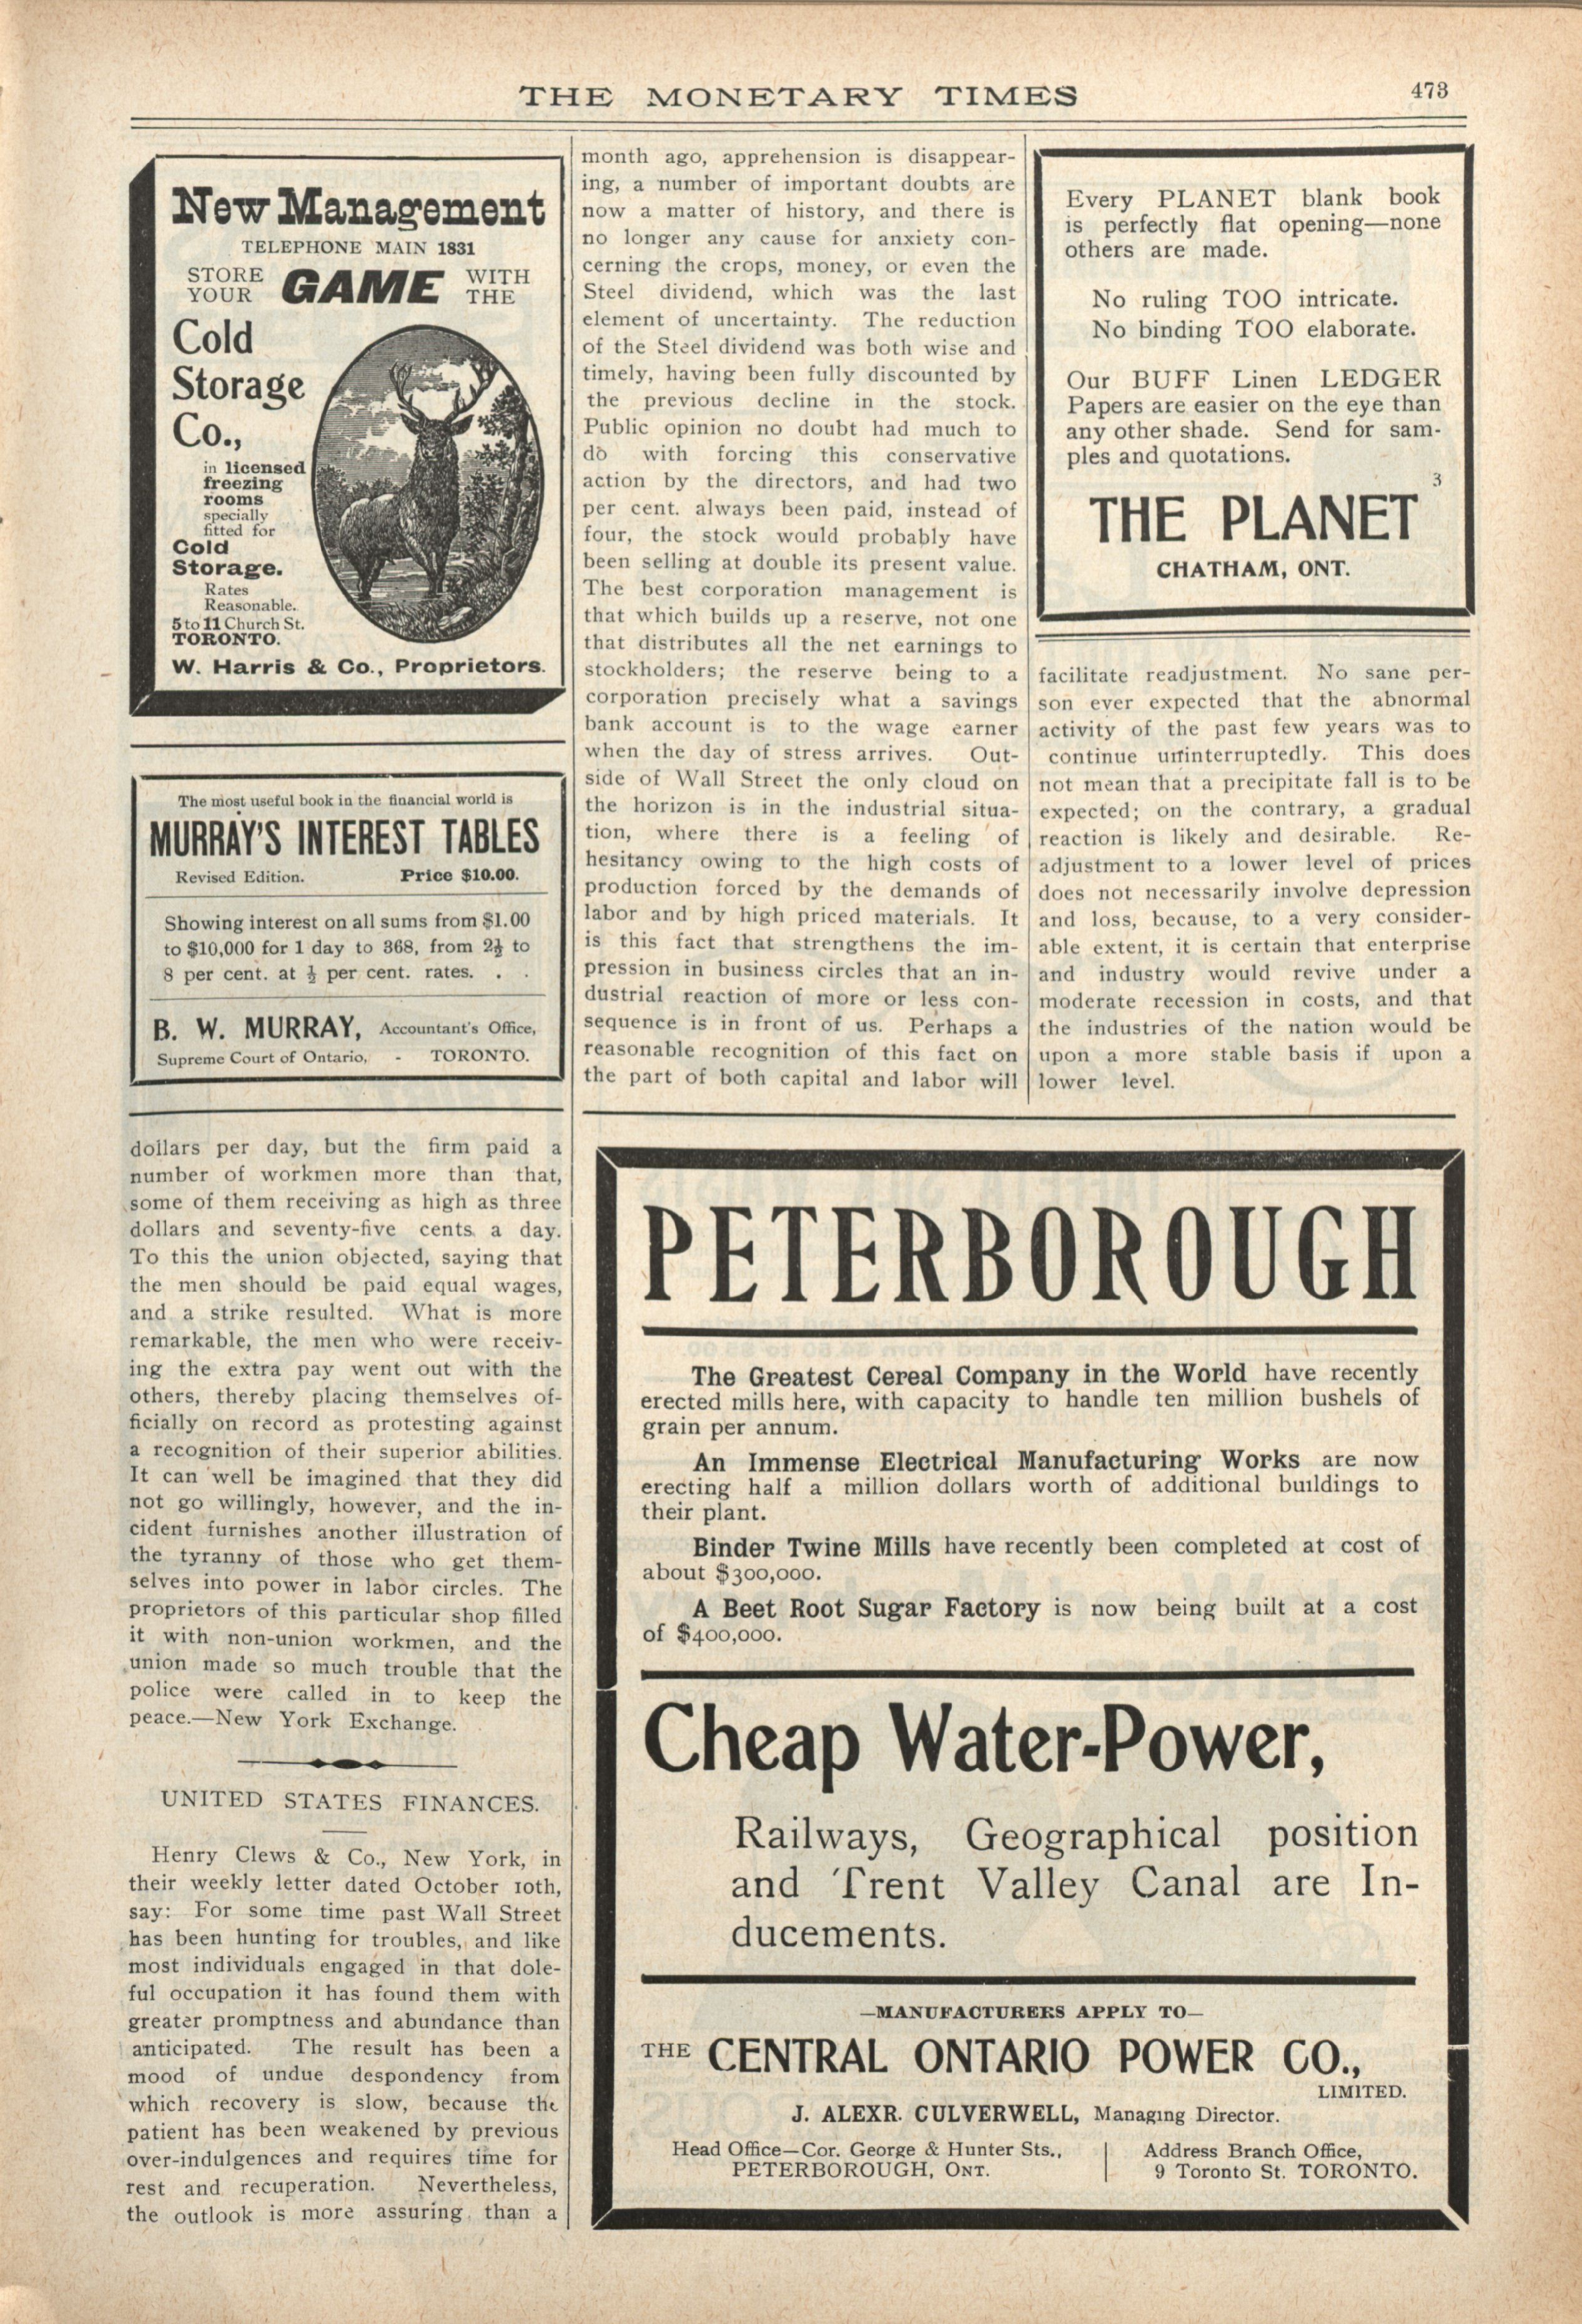 THE MONETARY TIMES
473
New Management
TELEPHONE MAIN 1831
STORE YOUR GAME WITH THE
Cold
Storage
Co.,
in licensed
freezing
rooms
specially
fitted for
Cold
Storage.
Rates
Reasonable.
5 to 11 Church St.
TORONTO.
W. Harris & Co., Proprietors.
The most useful book in the financial world is
MURRAY'S INTEREST TABLES
Revised Edition. Price $10.00.
Showing interest on all sums from $1.00
to $10,000 for 1 day to 368, from 2½ to
8 per cent. at ½ per cent. rates. . .
B. W. MURRAY, Accountant's Office,
Supreme Court of Ontario, - TORONTO.
dollars per day, but the firm paid a
number of workmen more than that,
some of them receiving as high as three
dollars and seventy-five cents a day.
To this the union objected, saying that
the men should be paid equal wages,
and a strike resulted. What is more
remarkable, the men who were receiv-
ing the extra pay went out with the
others, thereby placing themselves of-
ficially on record as protesting against
a recognition of their superior abilities.
It can well be imagined that they did
not go willingly, however, and the in-
cident furnishes another illustration of
the tyranny of those who get them-
selves into power in labor circles. The
proprietors of this particular shop filled
it with non-union workmen, and the
union made so much trouble that the
police were called in to keep the
peace.—New York Exchange.
UNITED STATES FINANCES.
Henry Clews & Co., New York, in
their weekly letter dated October 10th,
say: For some time past Wall Street
has been hunting for troubles, and like
most individuals engaged in that dole-
ful occupation it has found them with
greater promptness and abundance than
anticipated. The result has been a
mood of undue despondency from
which recovery is slow, because the
patient has been weakened by previous
over-indulgences and requires time for
rest and recuperation. Nevertheless,
the outlook is more assuring than a
month ago, apprehension is disappear-
ing, a number of important doubts are
now a matter of history, and there is
no longer any cause for anxiety con-
cerning the crops, money, or even the
Steel dividend, which was the last
element of uncertainty. The reduction
of the Steel dividend was both wise and
timely, having been fully discounted by
the previous decline in the stock.
Public opinion no doubt had much to
do with forcing this conservative
action by the directors, and had two
per cent. always been paid, instead of
four, the stock would probably have
been selling at double its present value.
The best corporation management is
that which builds up a reserve, not one
that distributes all the net earnings to
stockholders; the reserve being to a
corporation precisely what a savings
bank account is to the wage earner
when the day of stress arrives. Out-
side of Wall Street the only cloud on
the horizon is in the industrial situa-
tion, where there is a feeling of
hesitancy owing to the high costs of
production forced by the demands of
labor and by high priced materials. It
is this fact that strengthens the im-
pression in business circles that an in-
dustrial reaction of more or less con-
sequence is in front of us. Perhaps a
reasonable recognition of this fact on
the part of both capital and labor will
Every PLANET blank book
is perfectly flat opening—none
others are made.
No ruling TOO intricate.
No binding TOO elaborate.
Our BUFF Linen LEDGER
Papers are easier on the eye than
any other shade. Send for sam-
ples and quotations.
3
THE PLANET
CHATHAM, ONT.
facilitate readjustment. No sane per-
son ever expected that the abnormal
activity of the past few years was to
continue uninterruptedly. This does
not mean that a precipitate fall is to be
expected; on the contrary, a gradual
reaction is likely and desirable. Re-
adjustment to a lower level of prices
does not necessarily involve depression
and loss, because, to a very consider-
able extent, it is certain that enterprise
and industry would revive under a
moderate recession in costs, and that
the industries of the nation would be
upon a more stable basis if upon a
lower level.
PETERBOROUGH
The Greatest Cereal Company in the World have recently
erected mills here, with capacity to handle ten million bushels of
grain per annum.
An Immense Electrical Manufacturing Works are now
erecting half a million dollars worth of additional buildings to
their plant.
Binder Twine Mills have recently been completed at cost of
about $300,000.
A Beet Root Sugar Factory is now being built at a cost
of $400,000.
Cheap Water-Power,
Railways, Geographical position
and Trent Valley Canal are In-
ducements.
—MANUFACTURERS APPLY TO—
THE CENTRAL ONTARIO POWER CO.,
LIMITED.
J. ALEXR. CULVERWELL, Managing Director.
Head Office—Cor. George & Hunter Sts.,
PETERBOROUGH, ONT.
Address Branch Office,
9 Toronto St. TORONTO.